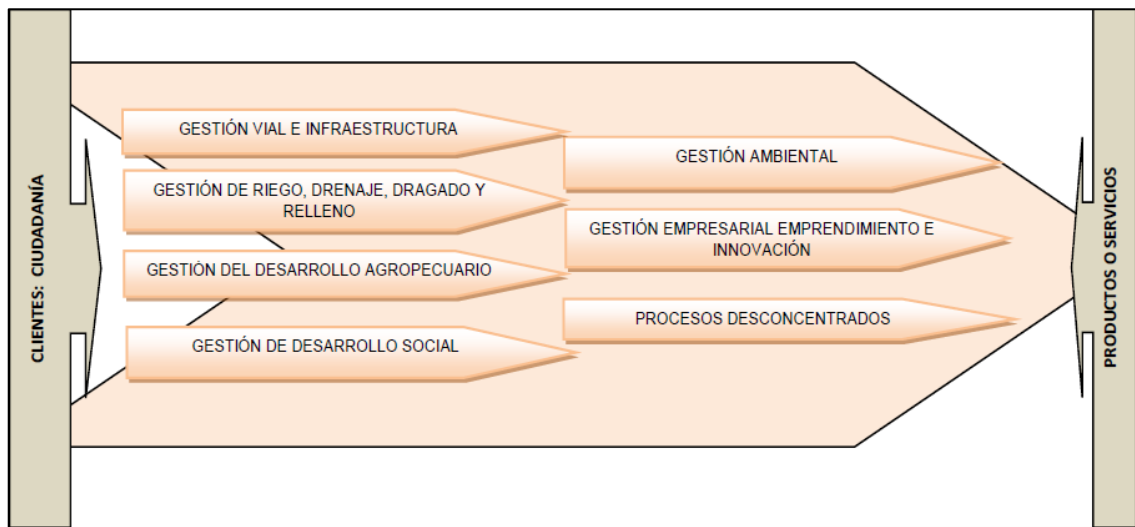 CLIENTES: CIUDADANÍA
GESTIÓN VIAL E INFRAESTRUCTURA
GESTIÓN DE RIEGO, DRENAJE, DRAGADO Y
RELLENO
GESTIÓN DEL DESARROLLO AGROPECUARIO
GESTIÓN DE DESARROLLO SOCIAL
GESTIÓN AMBIENTAL
GESTIÓN EMPRESARIAL EMPRENDIMIENTO E
INNOVACIÓN
PROCESOS DESCONCENTRADOS
PRODUCTOS O SERVICIOS